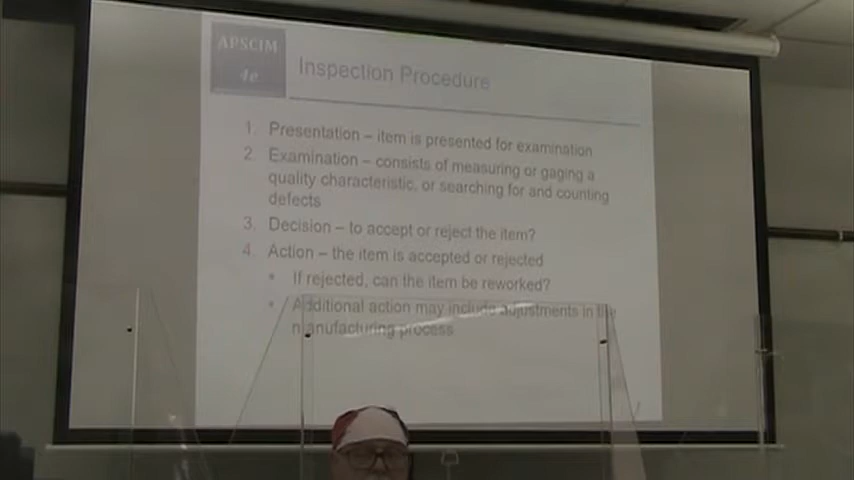 APSCIM
4e
Inspection Procedure
1. Presentation – item is presented for examination
2. Examination – consists of measuring or gaging a
quality characteristic, or searching for and counting
defects
3. Decision – to accept or reject the item?
4. Action – the item is accepted or rejected
• If rejected, can the item be reworked?
• Additional action may include adjustments in the
manufacturing process